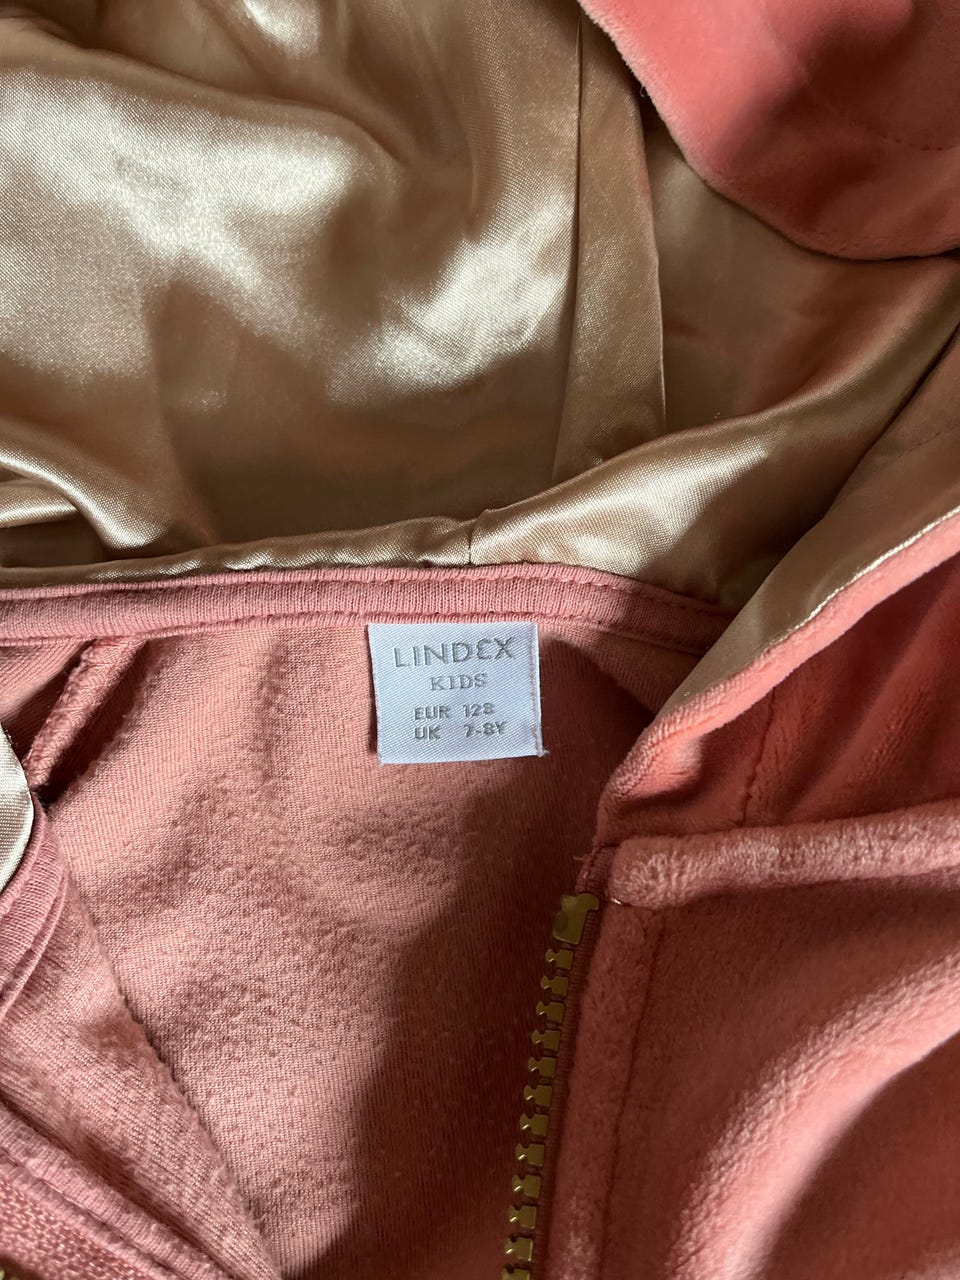 LINDEX
KIDS
EUR 128
UK 7-8Y